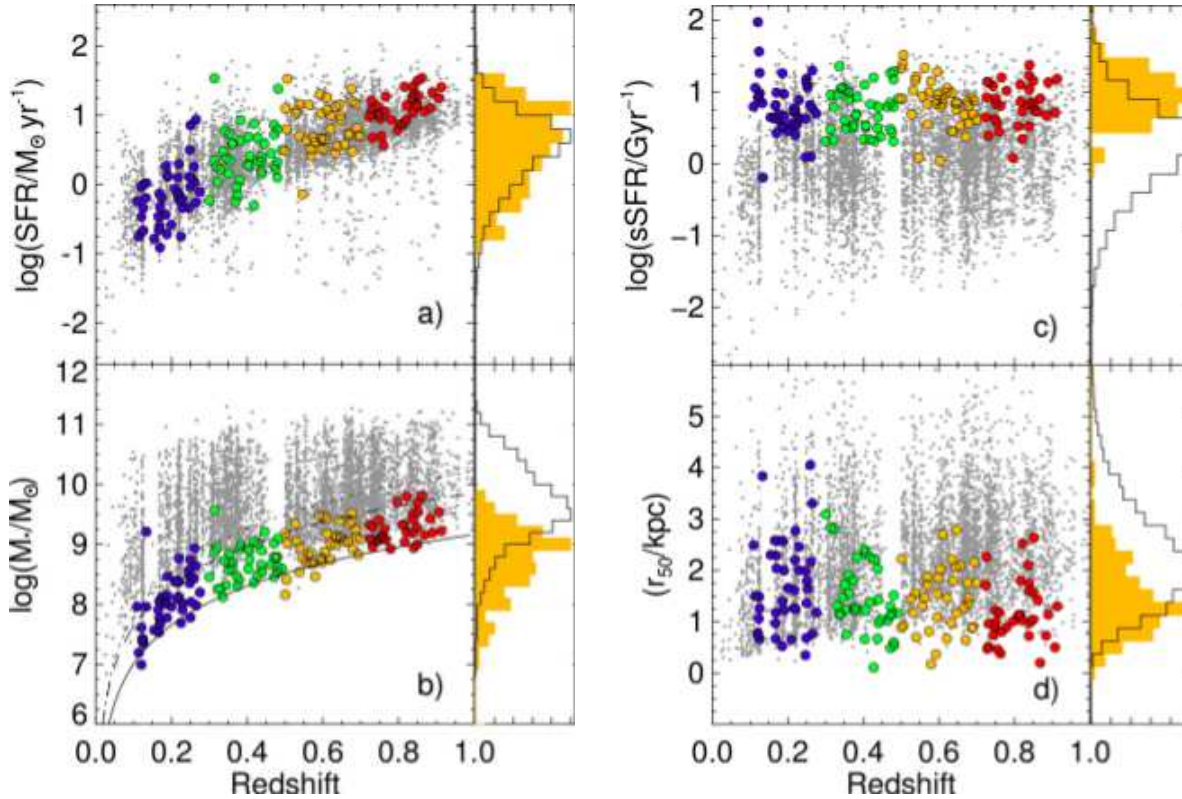 2
1
0
-1
-2
log(SFR/M⊙ yr⁻¹)
a)
12
11
10
9
8
7
6
log(M*/M⊙)
b)
0.0 0.2 0.4 0.6 0.8 1.0
Redshift
2
1
0
−1
−2
log(sSFR/Gyr⁻¹)
c)
5
4
3
2
1
0
(r₅₀/kpc)
d)
0.0 0.2 0.4 0.6 0.8 1.0
Redshift